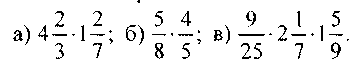 а) 4 2/3 · 1 2/7; б) 5/8 · 4/5; в) 9/25 · 2 1/7 · 1 5/9.